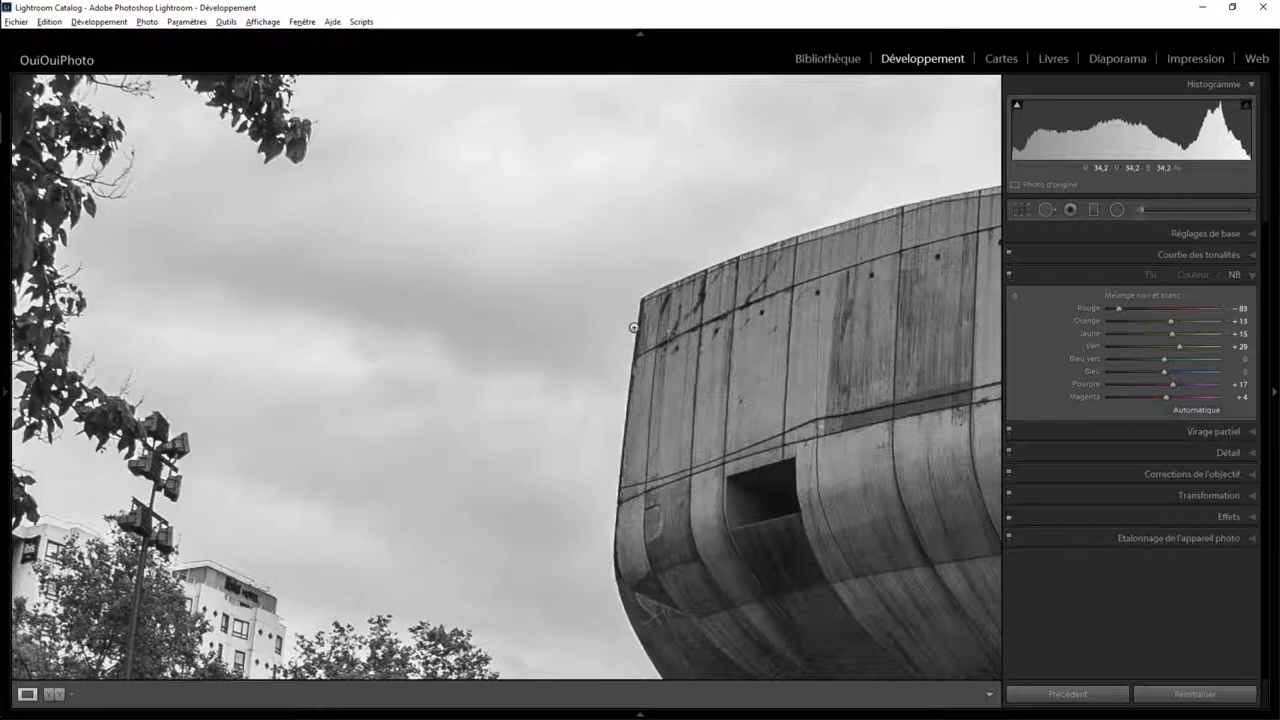 Lightroom Catalog - Adobe Photoshop Lightroom - Développement
Fichier Edition Développement Photo Paramètres Outils Affichage Fenêtre Aide Scripts
OuiOuiPhoto
Bibliothèque Développement Cartes Livres Diaporama Impression Web
Histogramme
R 34,2 V 34,2 B 34,2 %
Photo d'origine
Réglages de base
Courbe des tonalités
FSL Couleur / NB
Mélange noir et blanc
Rouge - 83
Orange + 13
Jaune + 15
Vert + 29
Bleu vert 0
Bleu 0
Pourpre + 17
Magenta + 4
Automatique
Virage partiel
Détail
Corrections de l'objectif
Transformation
Effets
Etalonnage de l'appareil photo
Précédent Réinitialiser